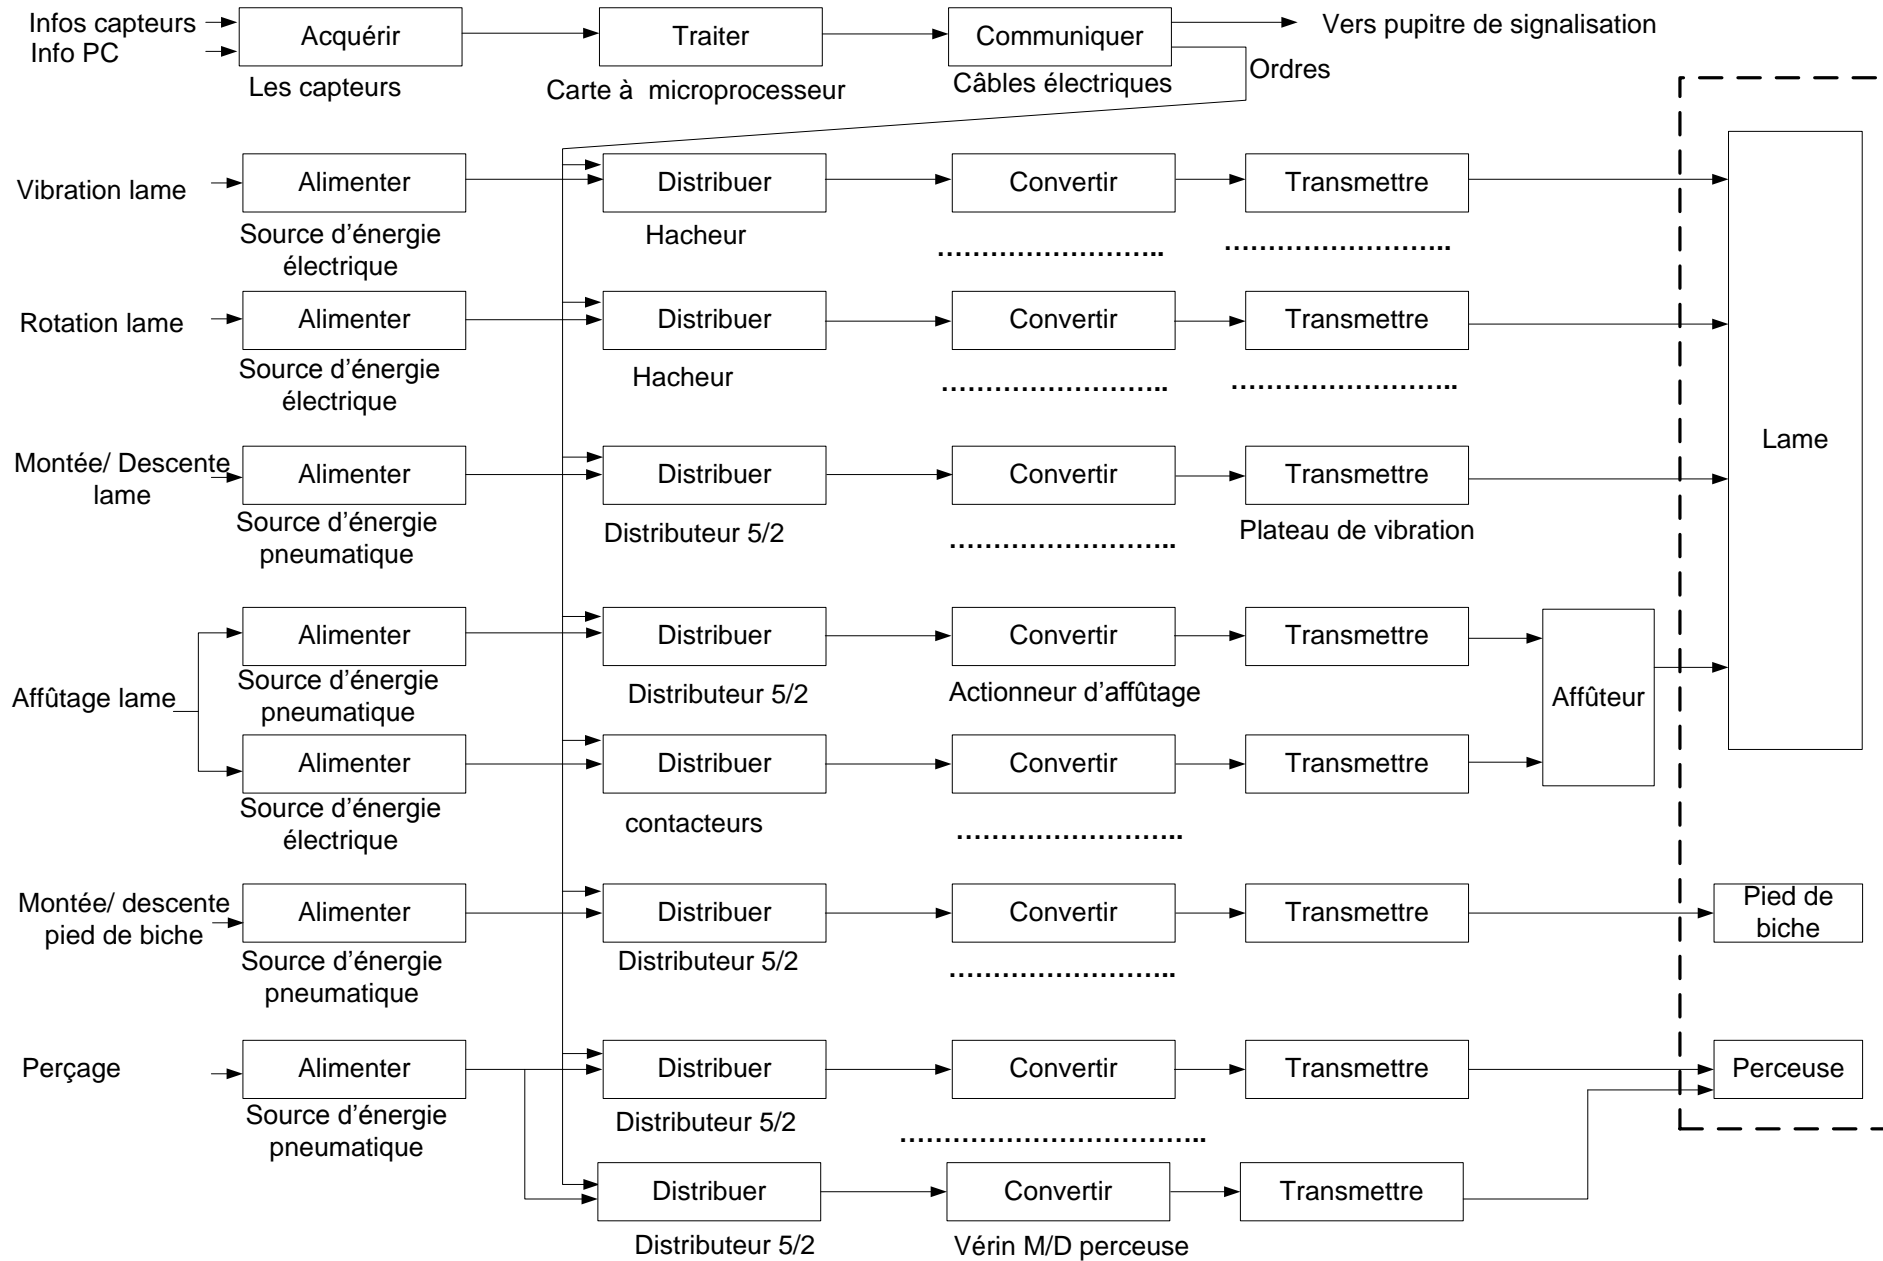 Infos capteurs
Info PC
Acquérir
Traiter
Communiquer
Vers pupitre de signalisation
Les capteurs
Carte à microprocesseur
Câbles électriques
Ordres
Vibration lame
Alimenter
Distribuer
Convertir
Transmettre
Source d’énergie
électrique
Hacheur
……………………..
……………………..
Rotation lame
Alimenter
Distribuer
Convertir
Transmettre
Source d’énergie
électrique
Hacheur
……………………..
……………………..
Montée/ Descente
lame
Alimenter
Distribuer
Convertir
Transmettre
Lame
Source d’énergie
pneumatique
Distributeur 5/2
……………………..
Plateau de vibration
Affûtage lame
Alimenter
Distribuer
Convertir
Transmettre
Source d’énergie
pneumatique
Distributeur 5/2
Actionneur d’affûtage
Affûteur
Alimenter
Distribuer
Convertir
Transmettre
Source d’énergie
électrique
contacteurs
……………………..
Montée/ descente
pied de biche
Alimenter
Distribuer
Convertir
Transmettre
Pied de
biche
Source d’énergie
pneumatique
Distributeur 5/2
……………………..
Perçage
Alimenter
Distribuer
Convertir
Transmettre
Perceuse
Source d’énergie
pneumatique
Distributeur 5/2
……………………………..
Distribuer
Convertir
Transmettre
Distributeur 5/2
Vérin M/D perceuse